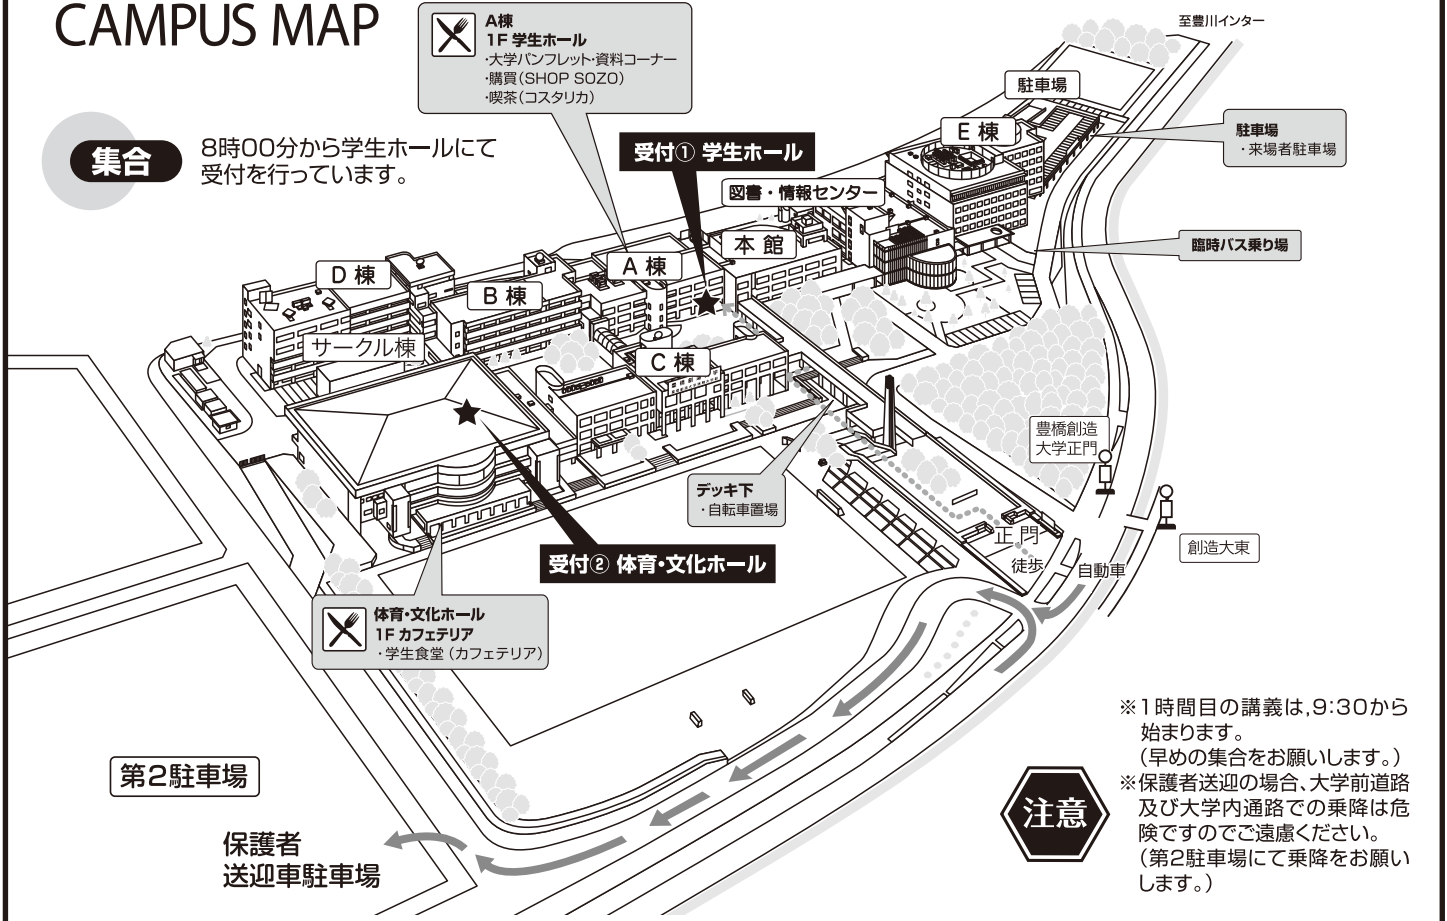 CAMPUS MAP
A棟
1F 学生ホール
・大学パンフレット・資料コーナー
・購買(SHOP SOZO)
・喫茶(コスタリカ)
至豊川インター
駐車場
E 棟
駐車場
・来場者駐車場
集合
8時00分から学生ホールにて
受付を行っています。
受付① 学生ホール
図書・情報センター
本 館
臨時バス乗り場
D 棟
A 棟
B 棟
サークル棟
C 棟
豊橋創造
大学正門
デッキ下
・自転車置場
正 門
徒歩
自動車
創造大東
受付② 体育・文化ホール
体育・文化ホール
1F カフェテリア
・学生食堂(カフェテリア)
第2駐車場
保護者
送迎車駐車場
注意
※1時間目の講義は,9:30から
始まります。
(早めの集合をお願いします。)
※保護者送迎の場合、大学前道路
及び大学内通路での乗降は危
険ですのでご遠慮ください。
(第2駐車場にて乗降をお願い
します。)